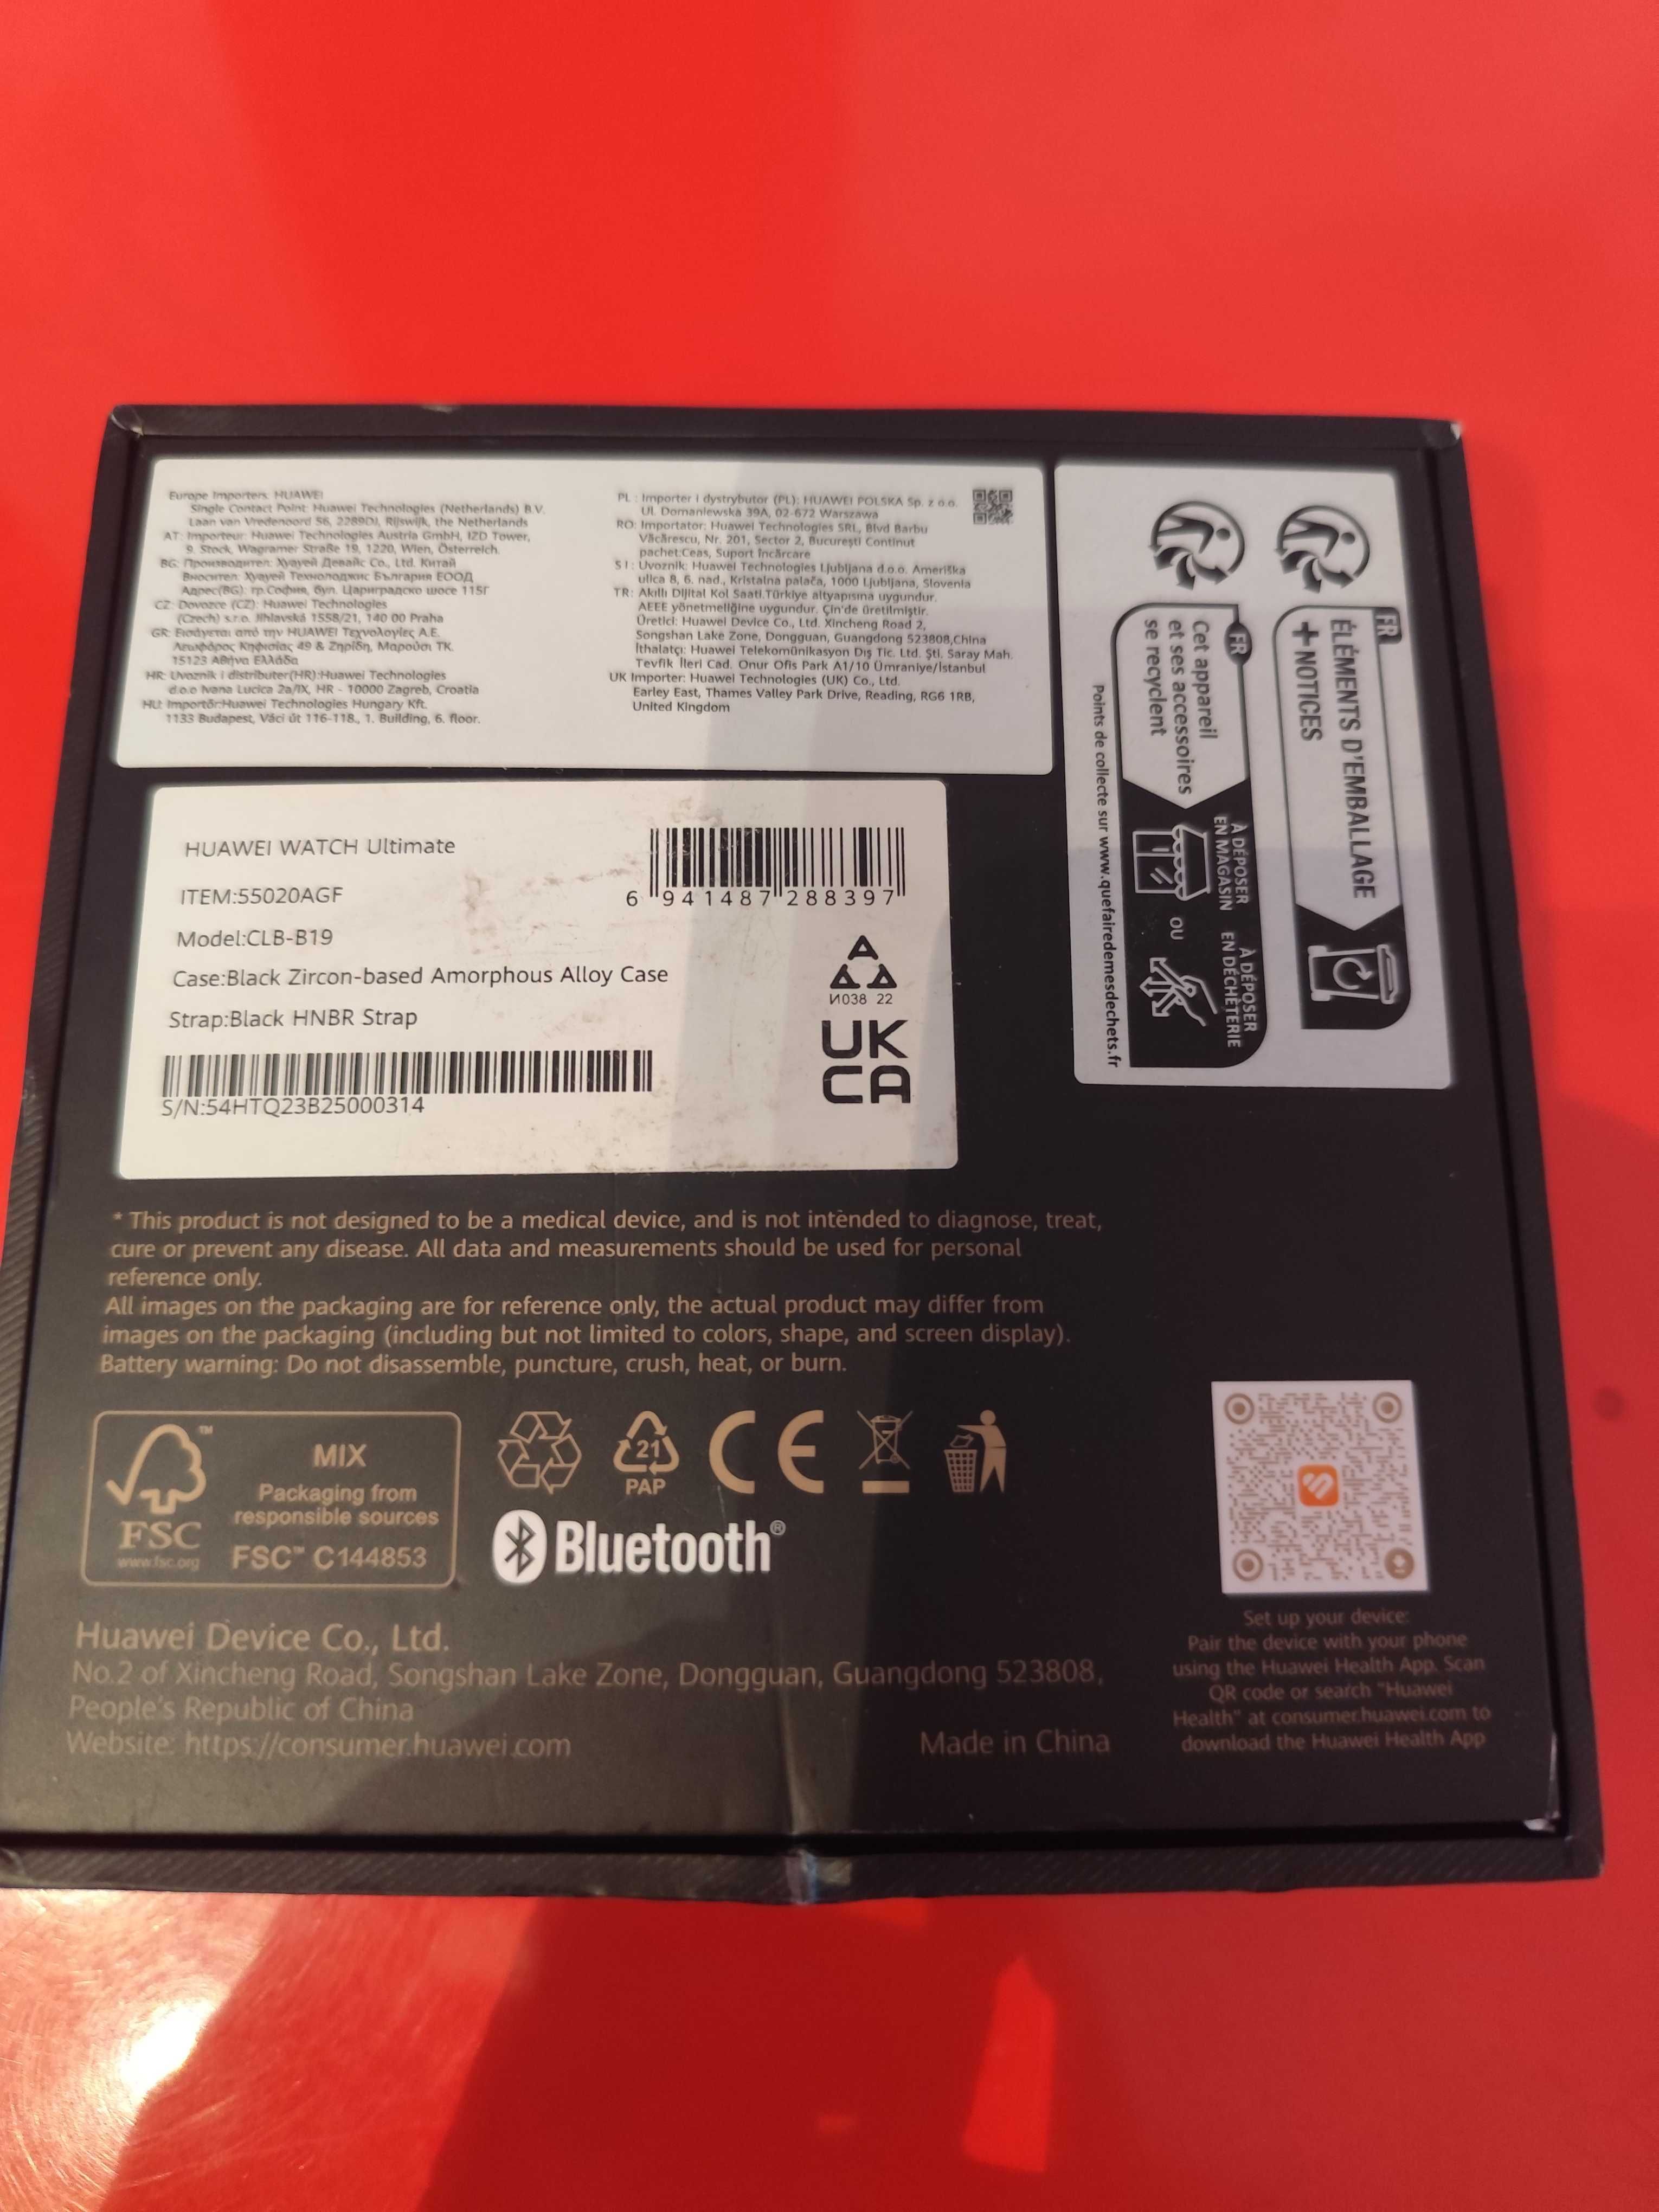 Europe Importers: HUAWEI
Single Contact Point: Huawei Technologies (Netherlands) B.V.
Laan van Vredenoord 56, 2289DJ, Rijswijk, the Netherlands
AT: Importeur: Huawei Technologies Austria GmbH, IZD Tower,
9. Stock, Wagramer Straße 19, 1220, Wien, Österreich.
BG: Производител: Хуауей Девайс Co., Ltd. Китай
Вносител: Хуауей Технолоджис България ЕООД
Адрес(BG): гр.София, бул. Цариградско шосе 115Г
CZ: Dovozce (CZ): Huawei Technologies
(Czech) s.r.o. Jihlavská 1558/21, 140 00 Praha
GR: Εισάγεται από την HUAWEI Τεχνολογίες Α.Ε.
Λεωφόρος Κηφισίας 49 & Ζηρίδη, Μαρούσι ΤΚ.
15123 Αθήνα Ελλάδα
HR: Uvoznik i distributer(HR):Huawei Technologies
d.o.o Ivana Lucica 2a/IX, HR - 10000 Zagreb, Croatia
HU: Importőr:Huawei Technologies Hungary Kft.
1133 Budapest, Váci út 116-118., 1. Building, 6. floor.
PL : Importer i dystrybutor (PL): HUAWEI POLSKA Sp. z o.o.
Ul. Domaniewska 39A, 02-672 Warszawa
RO: Importator: Huawei Technologies SRL, Blvd Barbu
Văcărescu, Nr. 201, Sector 2, București Continut
pachet:Ceas, Suport încărcare
S I : Uvoznik: Huawei Technologies Ljubljana d.o.o. Ameriška
ulica 8, 6. nad., Kristalna palača, 1000 Ljubljana, Slovenia
TR: Akıllı Dijital Kol Saati.Türkiye altyapısına uygundur.
AEEE yönetmeliğine uygundur. Çin'de üretilmiştir.
Üretici: Huawei Device Co., Ltd. Xincheng Road 2,
Songshan Lake Zone, Dongguan, Guangdong 523808,China
İthalatçı: Huawei Telekomünikasyon Dış Tic. Ltd. Şti. Saray Mah.
Tevfik İleri Cad. Onur Ofis Park A1/10 Ümraniye/İstanbul
UK Importer: Huawei Technologies (UK) Co., Ltd.
Earley East, Thames Valley Park Drive, Reading, RG6 1RB,
United Kingdom
FR
ÉLÉMENTS D'EMBALLAGE
+ NOTICES
FR
Cet appareil
et ses accessoires
se recyclent
À DÉPOSER
EN MAGASIN
OU
À DÉPOSER
EN DÉCHÈTERIE
Points de collecte sur www.quefairedemesdechets.fr
HUAWEI WATCH Ultimate
ITEM:55020AGF
Model:CLB-B19
Case:Black Zircon-based Amorphous Alloy Case
Strap:Black HNBR Strap
S/N:54HTQ23B25000314
6 941487 288397
И038 22
UK
CA
* This product is not designed to be a medical device, and is not intended to diagnose, treat,
cure or prevent any disease. All data and measurements should be used for personal
reference only.
All images on the packaging are for reference only, the actual product may differ from
images on the packaging (including but not limited to colors, shape, and screen display).
Battery warning: Do not disassemble, puncture, crush, heat, or burn.
FSC
www.fsc.org
MIX
Packaging from
responsible sources
FSC™ C144853
21
PAP
CE
Bluetooth®
Huawei Device Co., Ltd.
No.2 of Xincheng Road, Songshan Lake Zone, Dongguan, Guangdong 523808,
People's Republic of China
Website: https://consumer.huawei.com
Made in China
Set up your device:
Pair the device with your phone
using the Huawei Health App. Scan
QR code or search "Huawei
Health" at consumer.huawei.com to
download the Huawei Health App